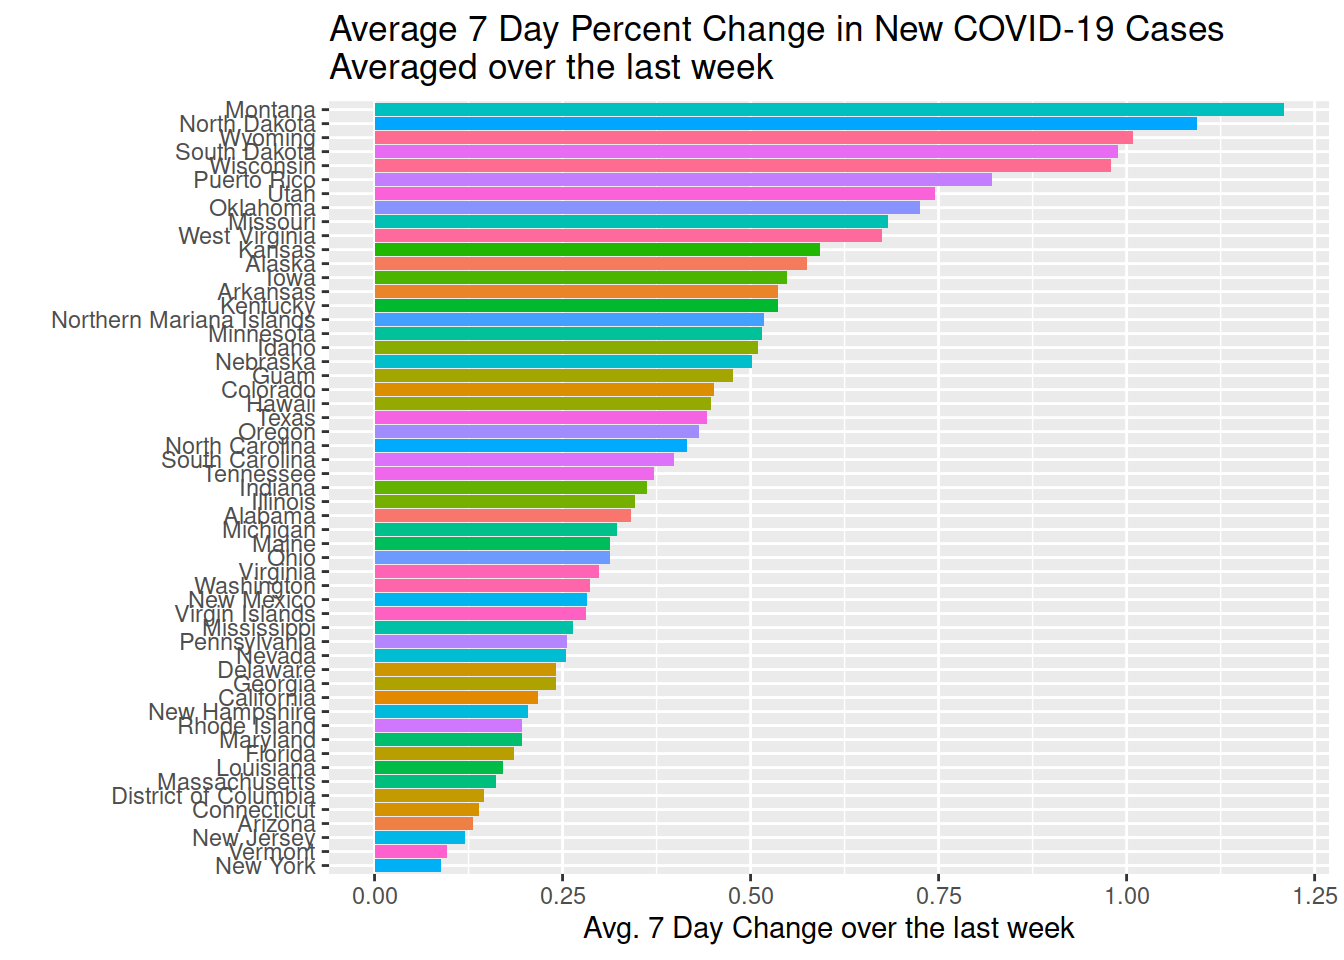 Average 7 Day Percent Change in New COVID-19 Cases
Averaged over the last week
Montana
North Dakota
Wyoming
South Dakota
Wisconsin
Puerto Rico
Utah
Oklahoma
Missouri
West Virginia
Kansas
Alaska
Iowa
Arkansas
Kentucky
Northern Mariana Islands
Minnesota
Idaho
Nebraska
Guam
Colorado
Hawaii
Texas
Oregon
North Carolina
South Carolina
Tennessee
Indiana
Illinois
Alabama
Michigan
Maine
Ohio
Virginia
Washington
New Mexico
Virgin Islands
Mississippi
Pennsylvania
Nevada
Delaware
Georgia
California
New Hampshire
Rhode Island
Maryland
Florida
Louisiana
Massachusetts
District of Columbia
Connecticut
Arizona
New Jersey
Vermont
New York
0.00 0.25 0.50 0.75 1.00 1.25
Avg. 7 Day Change over the last week